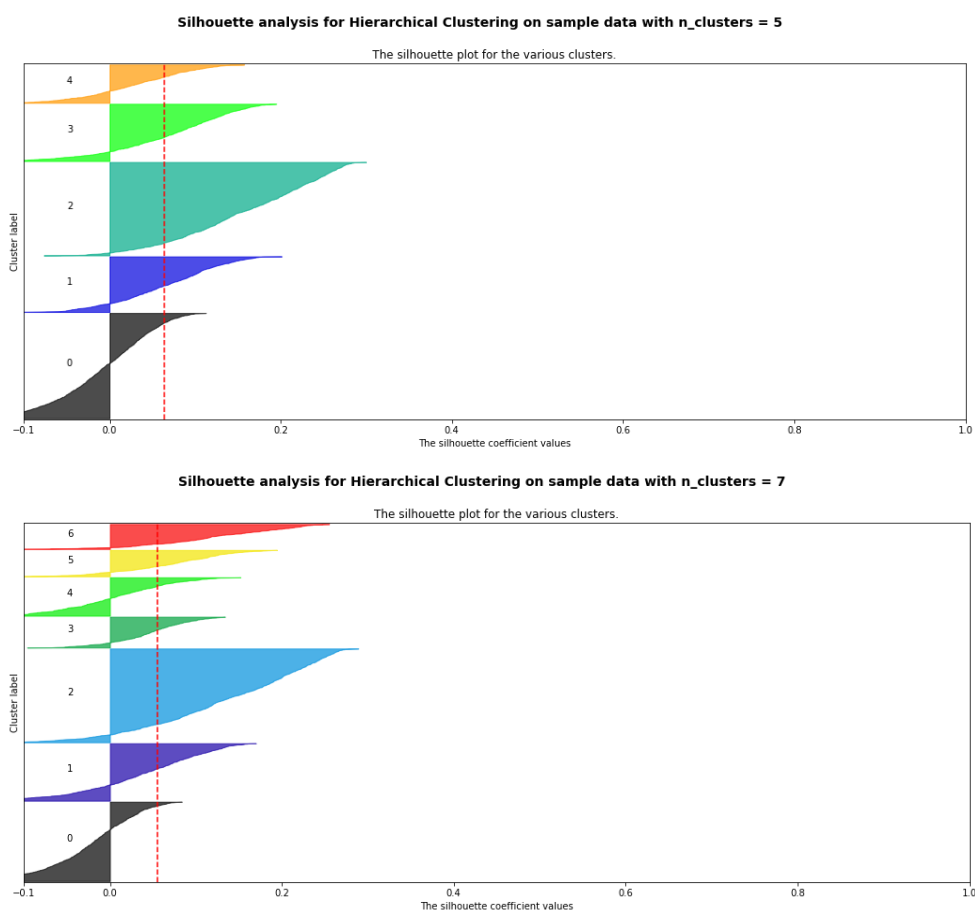 Silhouette analysis for Hierarchical Clustering on sample data with n_clusters = 5
The silhouette plot for the various clusters.
4
3
2
1
0
Cluster label
−0.1 0.0 0.2 0.4 0.6 0.8 1.0
The silhouette coefficient values
Silhouette analysis for Hierarchical Clustering on sample data with n_clusters = 7
The silhouette plot for the various clusters.
6
5
4
3
2
1
0
Cluster label
−0.1 0.0 0.2 0.4 0.6 0.8 1.0
The silhouette coefficient values